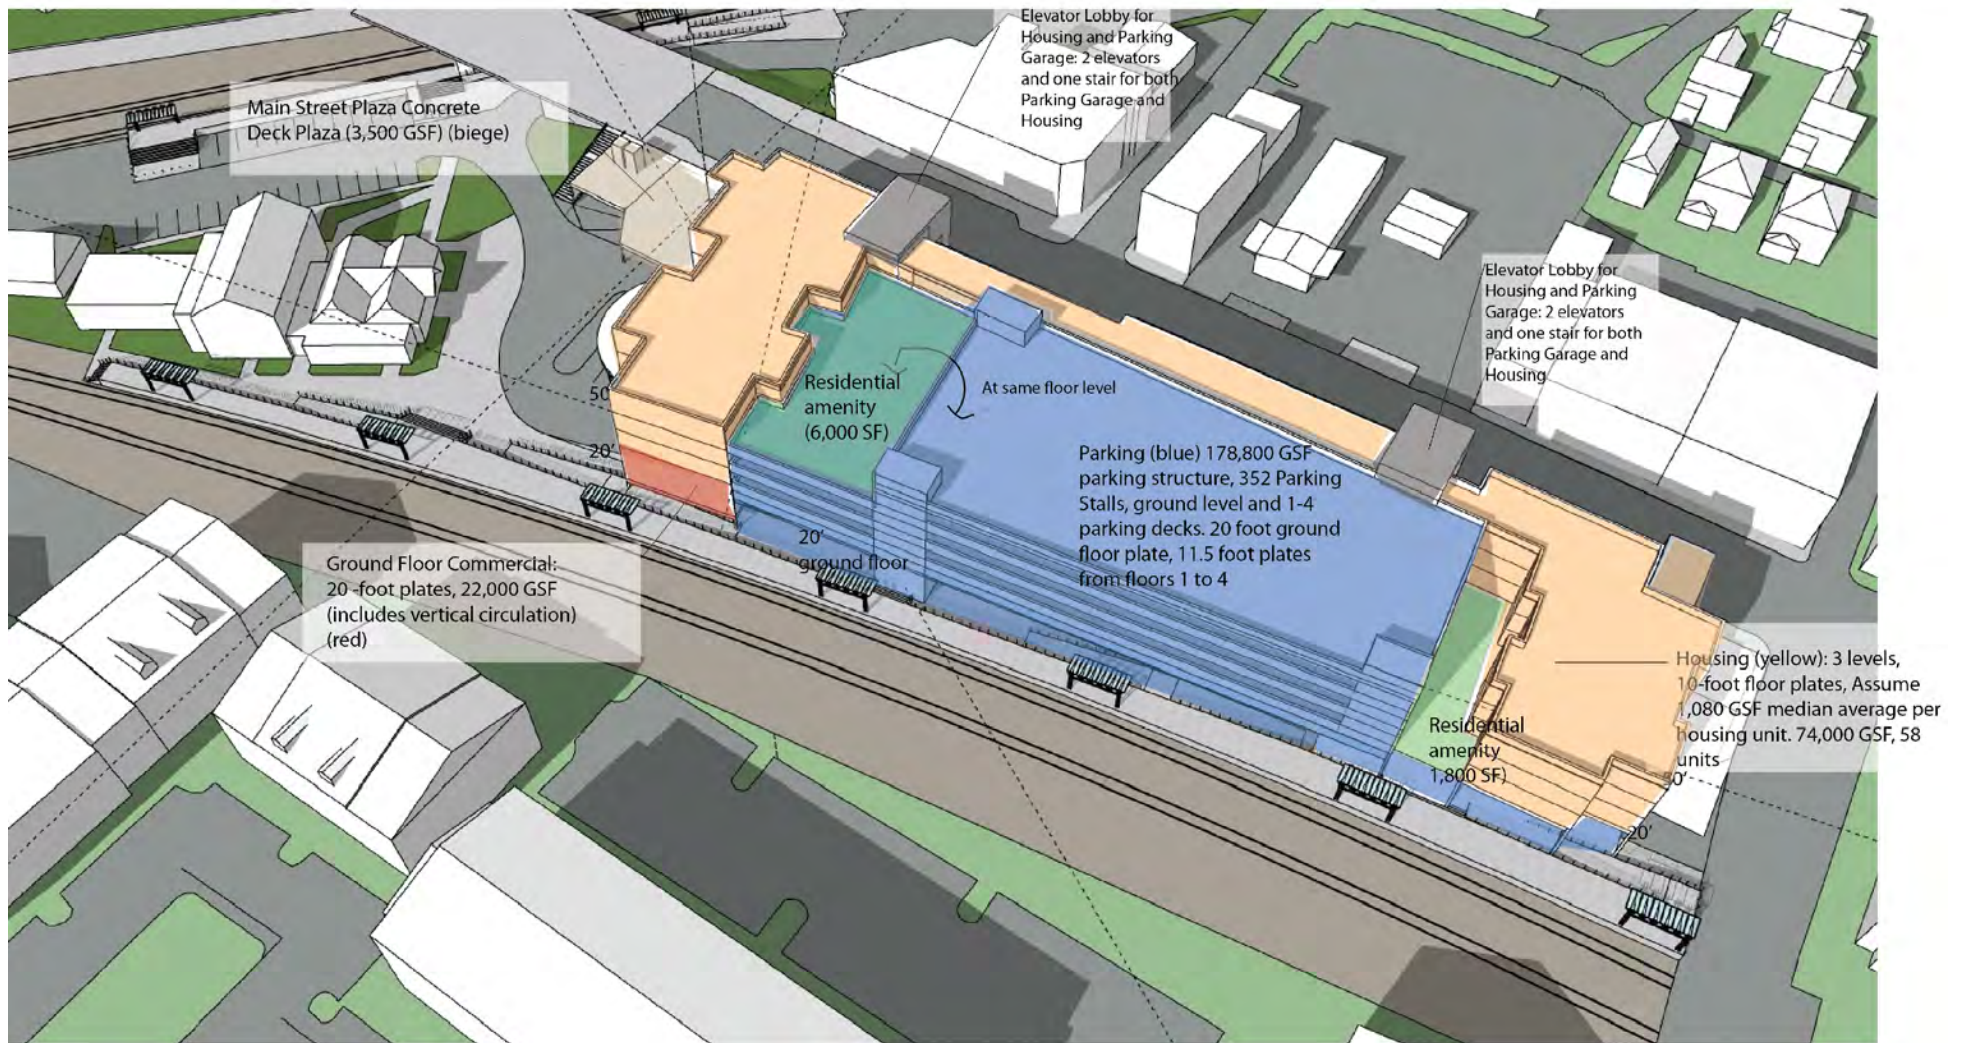 Elevator Lobby for
Housing and Parking
Garage: 2 elevators
and one stair for both
Parking Garage and
Housing
Main Street Plaza Concrete
Deck Plaza (3,500 GSF) (biege)
Elevator Lobby for
Housing and Parking
Garage: 2 elevators
and one stair for both
Parking Garage and
Housing
50'
20'
Residential
amenity
(6,000 SF)
At same floor level
Parking (blue) 178,800 GSF
parking structure, 352 Parking
Stalls, ground level and 1-4
parking decks. 20 foot ground
floor plate, 11.5 foot plates
from floors 1 to 4
20'
ground floor
Ground Floor Commercial:
20 -foot plates, 22,000 GSF
(includes vertical circulation)
(red)
Housing (yellow): 3 levels,
10-foot floor plates, Assume
1,080 GSF median average per
housing unit. 74,000 GSF, 58
units
Residential
amenity
1,800 SF)
20'